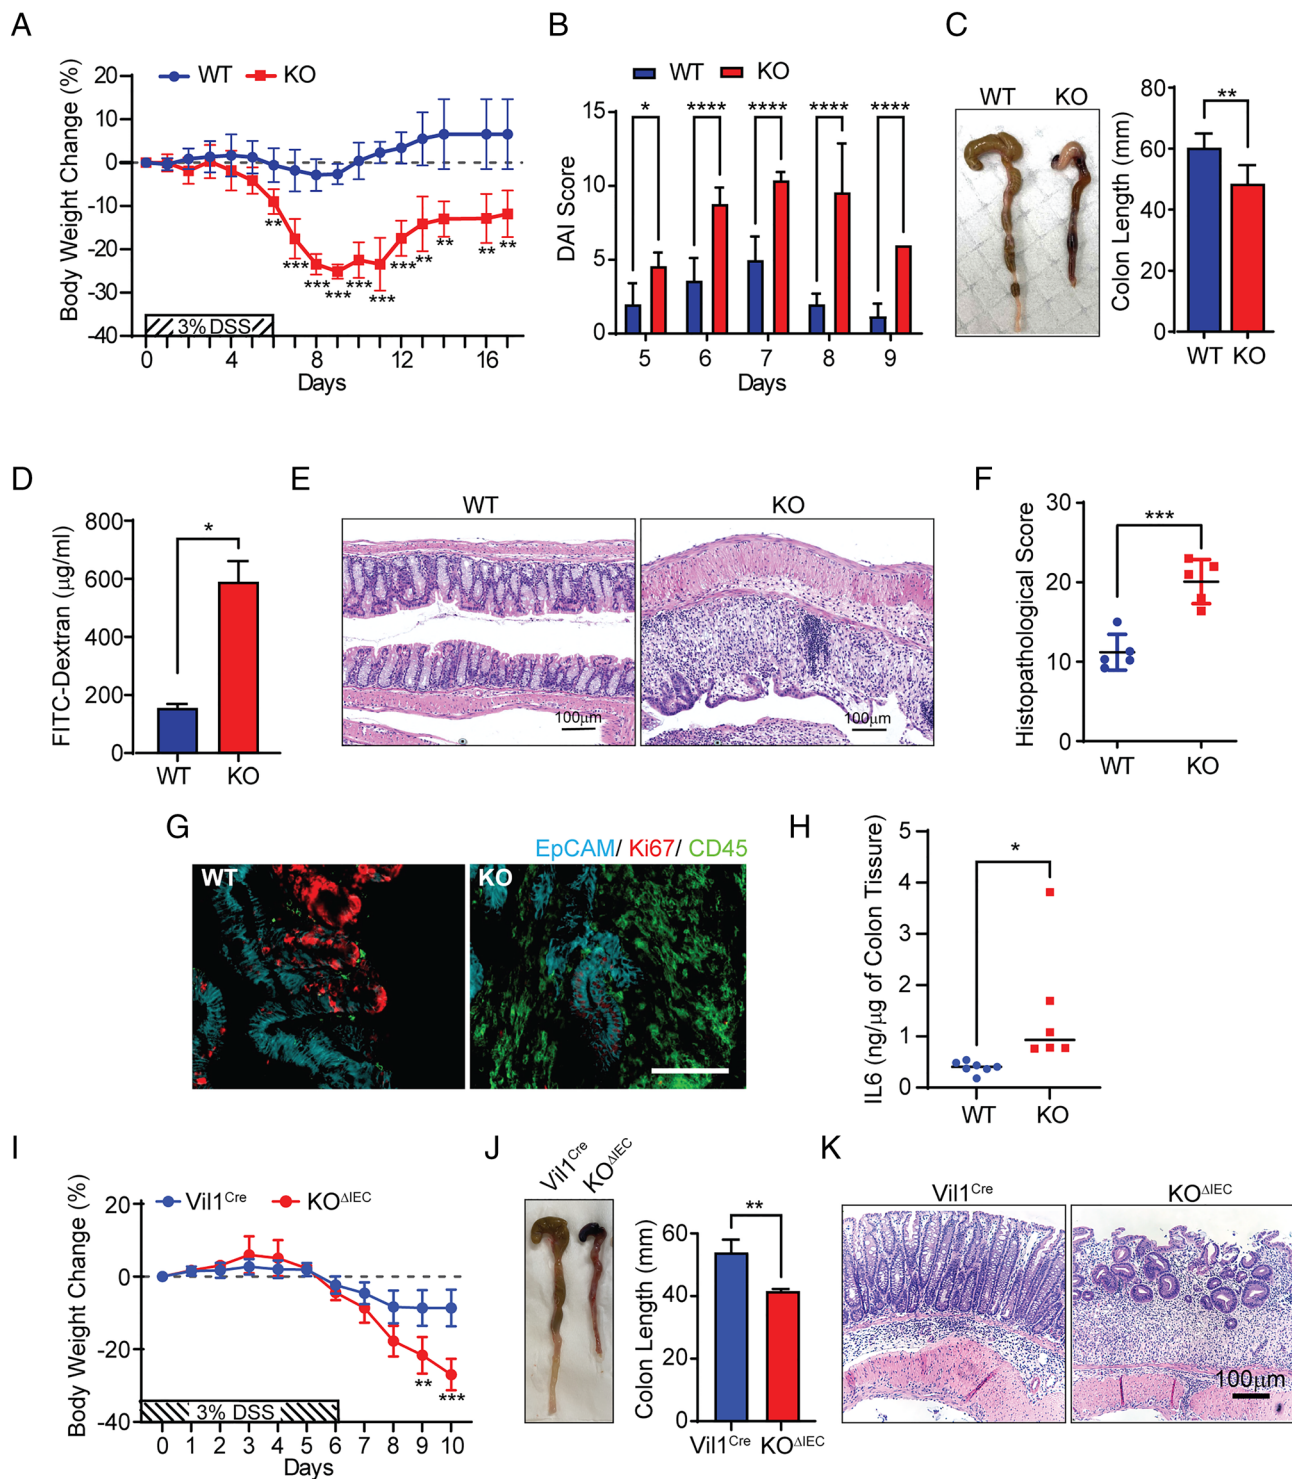 A
WT KO
Body Weight Change (%)
20
10
0
-10
-20
-30
-40
**
***
***
***
***
***
***
**
**
**
**
3% DSS
0 4 8 12 16
Days
B
WT KO
DAI Score
15
10
5
0
* **** **** **** ****
5 6 7 8 9
Days
C
WT KO
Colon Length (mm)
80
60
40
20
0
**
WT KO
D
FITC-Dextran (μg/ml)
800
600
400
200
0
*
WT KO
E
WT KO
100μm 100μm
F
Histopathological Score
30
20
10
0
***
WT KO
G
EpCAM/ Ki67/ CD45
WT KO
H
IL6 (ng/μg of Colon Tissure)
5
4
3
2
1
0
*
WT KO
I
Vil1Cre KOΔIEC
Body Weight Change (%)
20
0
-20
-40
**
***
3% DSS
0 1 2 3 4 5 6 7 8 9 10
Days
J
Vil1Cre KOΔIEC
Colon Length (mm)
60
40
20
0
**
Vil1Cre KOΔIEC
K
Vil1Cre KOΔIEC
100μm